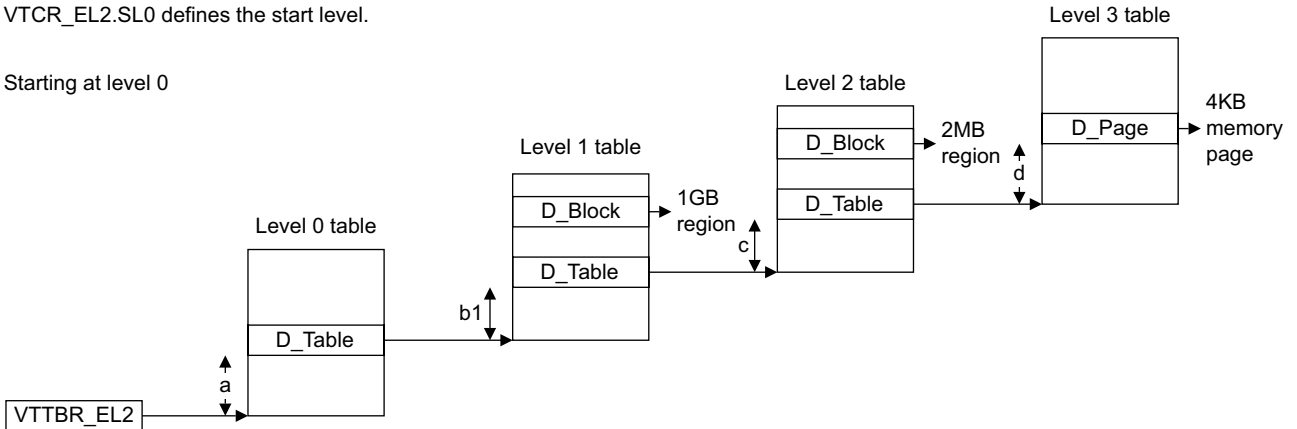 VTCR_EL2.SL0 defines the start level.
Starting at level 0
Level 3 table
D_Page
4KB
memory
page
Level 2 table
D_Block
2MB
region
D_Table
d
Level 1 table
D_Block
1GB
region
D_Table
c
Level 0 table
D_Table
b1
a
VTTBR_EL2